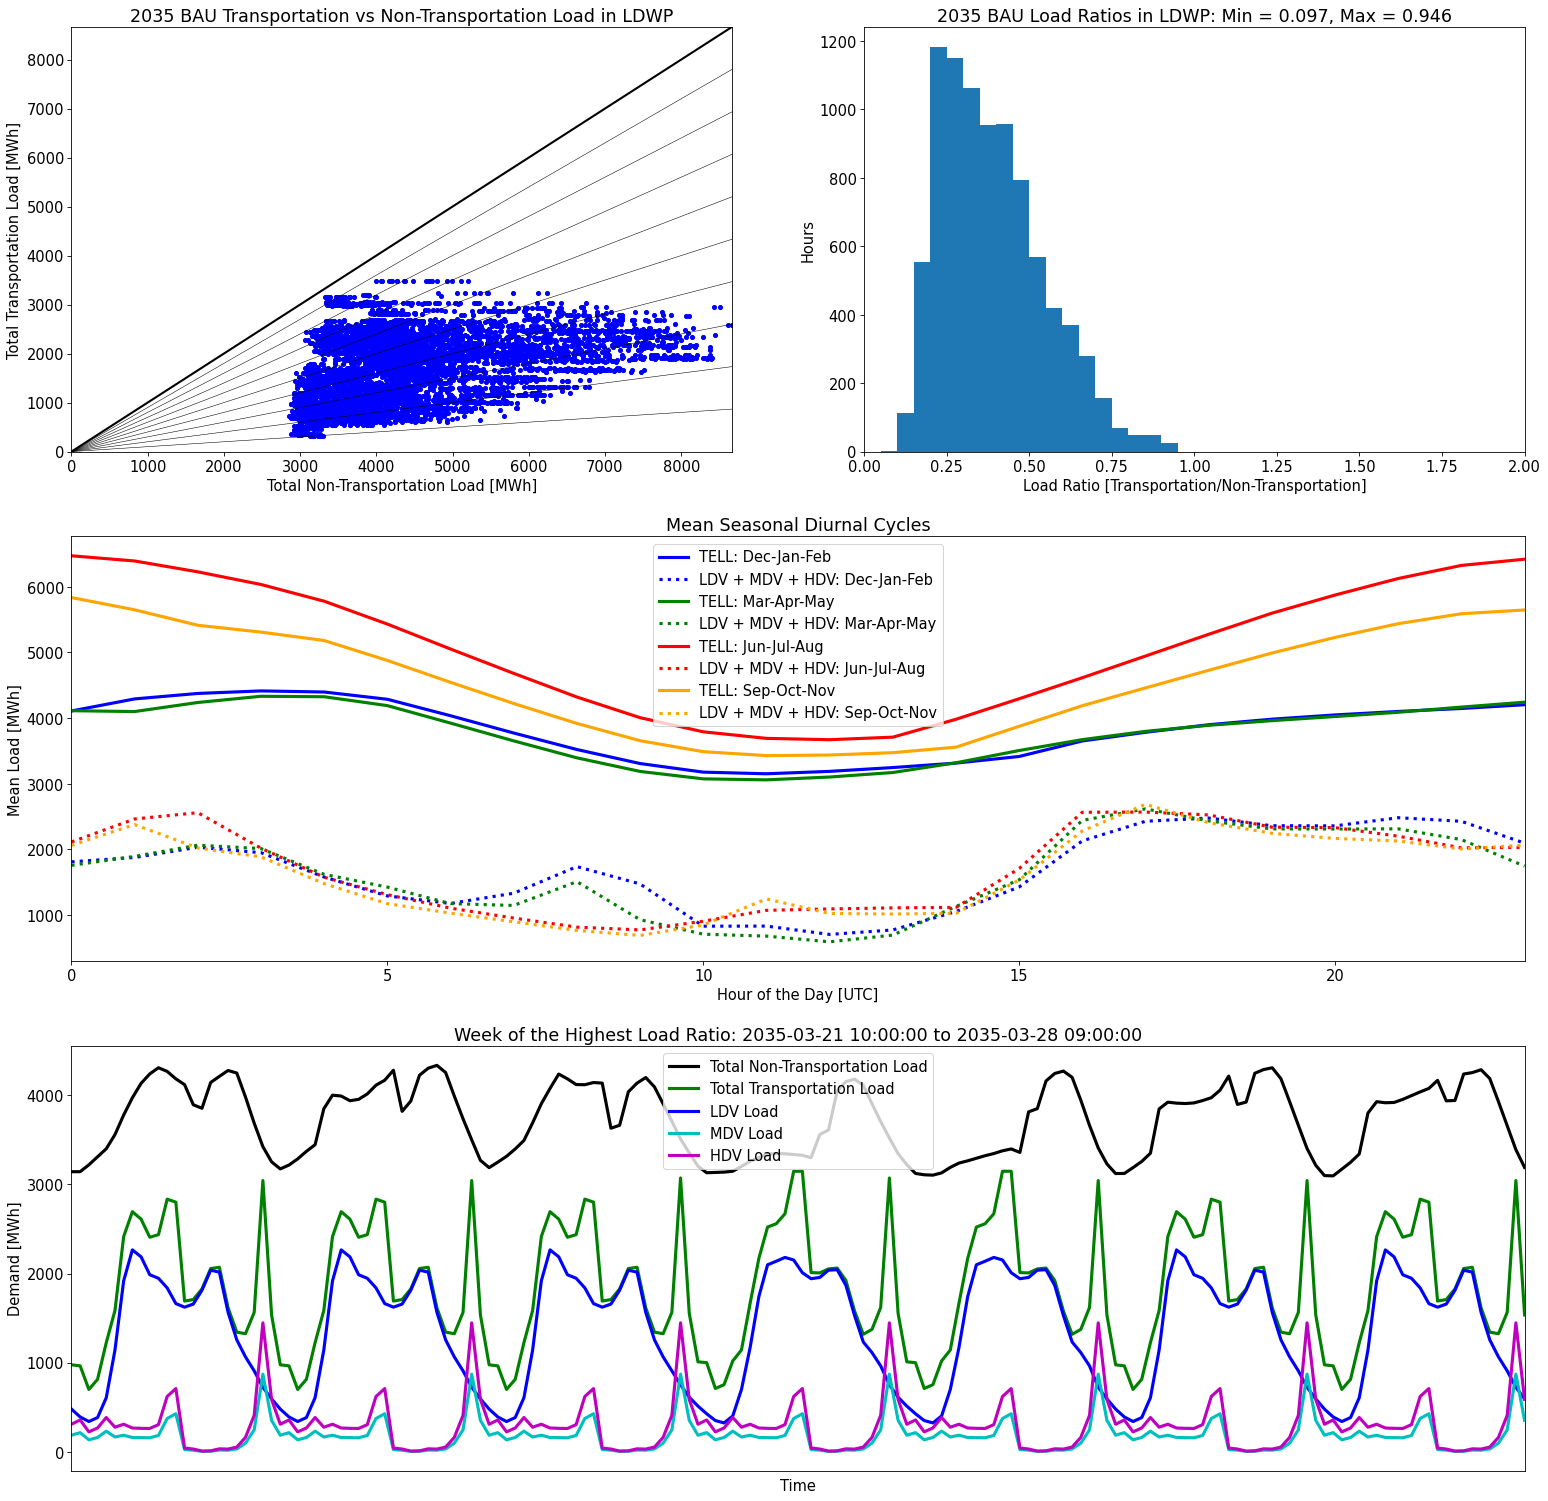 2035 BAU Transportation vs Non-Transportation Load in LDWP
Total Transportation Load [MWh]
8000
7000
6000
5000
4000
3000
2000
1000
0
0 1000 2000 3000 4000 5000 6000 7000 8000
Total Non-Transportation Load [MWh]
2035 BAU Load Ratios in LDWP: Min = 0.097, Max = 0.946
Hours
1200
1000
800
600
400
200
0
0.00 0.25 0.50 0.75 1.00 1.25 1.50 1.75 2.00
Load Ratio [Transportation/Non-Transportation]
Mean Seasonal Diurnal Cycles
Mean Load [MWh]
6000
5000
4000
3000
2000
1000
TELL: Dec-Jan-Feb
LDV + MDV + HDV: Dec-Jan-Feb
TELL: Mar-Apr-May
LDV + MDV + HDV: Mar-Apr-May
TELL: Jun-Jul-Aug
LDV + MDV + HDV: Jun-Jul-Aug
TELL: Sep-Oct-Nov
LDV + MDV + HDV: Sep-Oct-Nov
0 5 10 15 20
Hour of the Day [UTC]
Week of the Highest Load Ratio: 2035-03-21 10:00:00 to 2035-03-28 09:00:00
Demand [MWh]
4000
3000
2000
1000
0
Total Non-Transportation Load
Total Transportation Load
LDV Load
MDV Load
HDV Load
Time